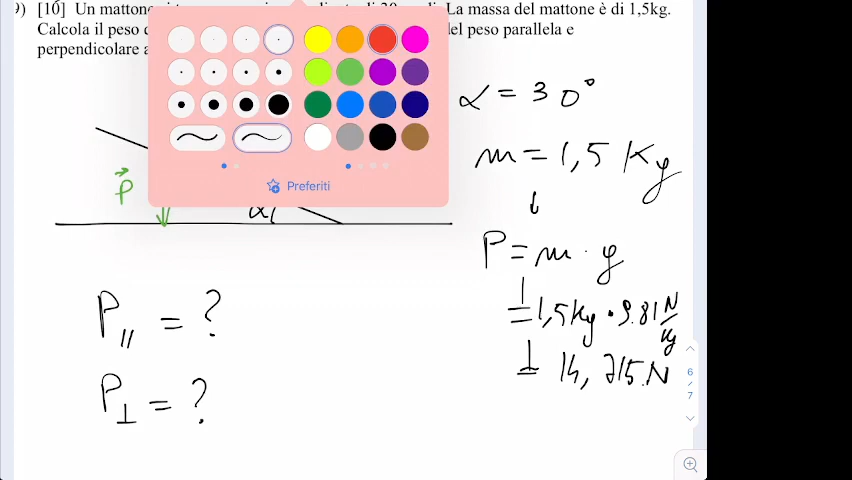 9) [10] Un mattone La massa del mattone è di 1,5kg.
Calcola il peso del peso parallela e
perpendicolare a
α = 30°
m = 1,5 Kg
↓
P = m · g
= 1,5Kg · 9.81 N/Kg
= 14,715 N
P⃗
α
Preferiti
P∥ = ?
P⊥ = ?
6
/
7